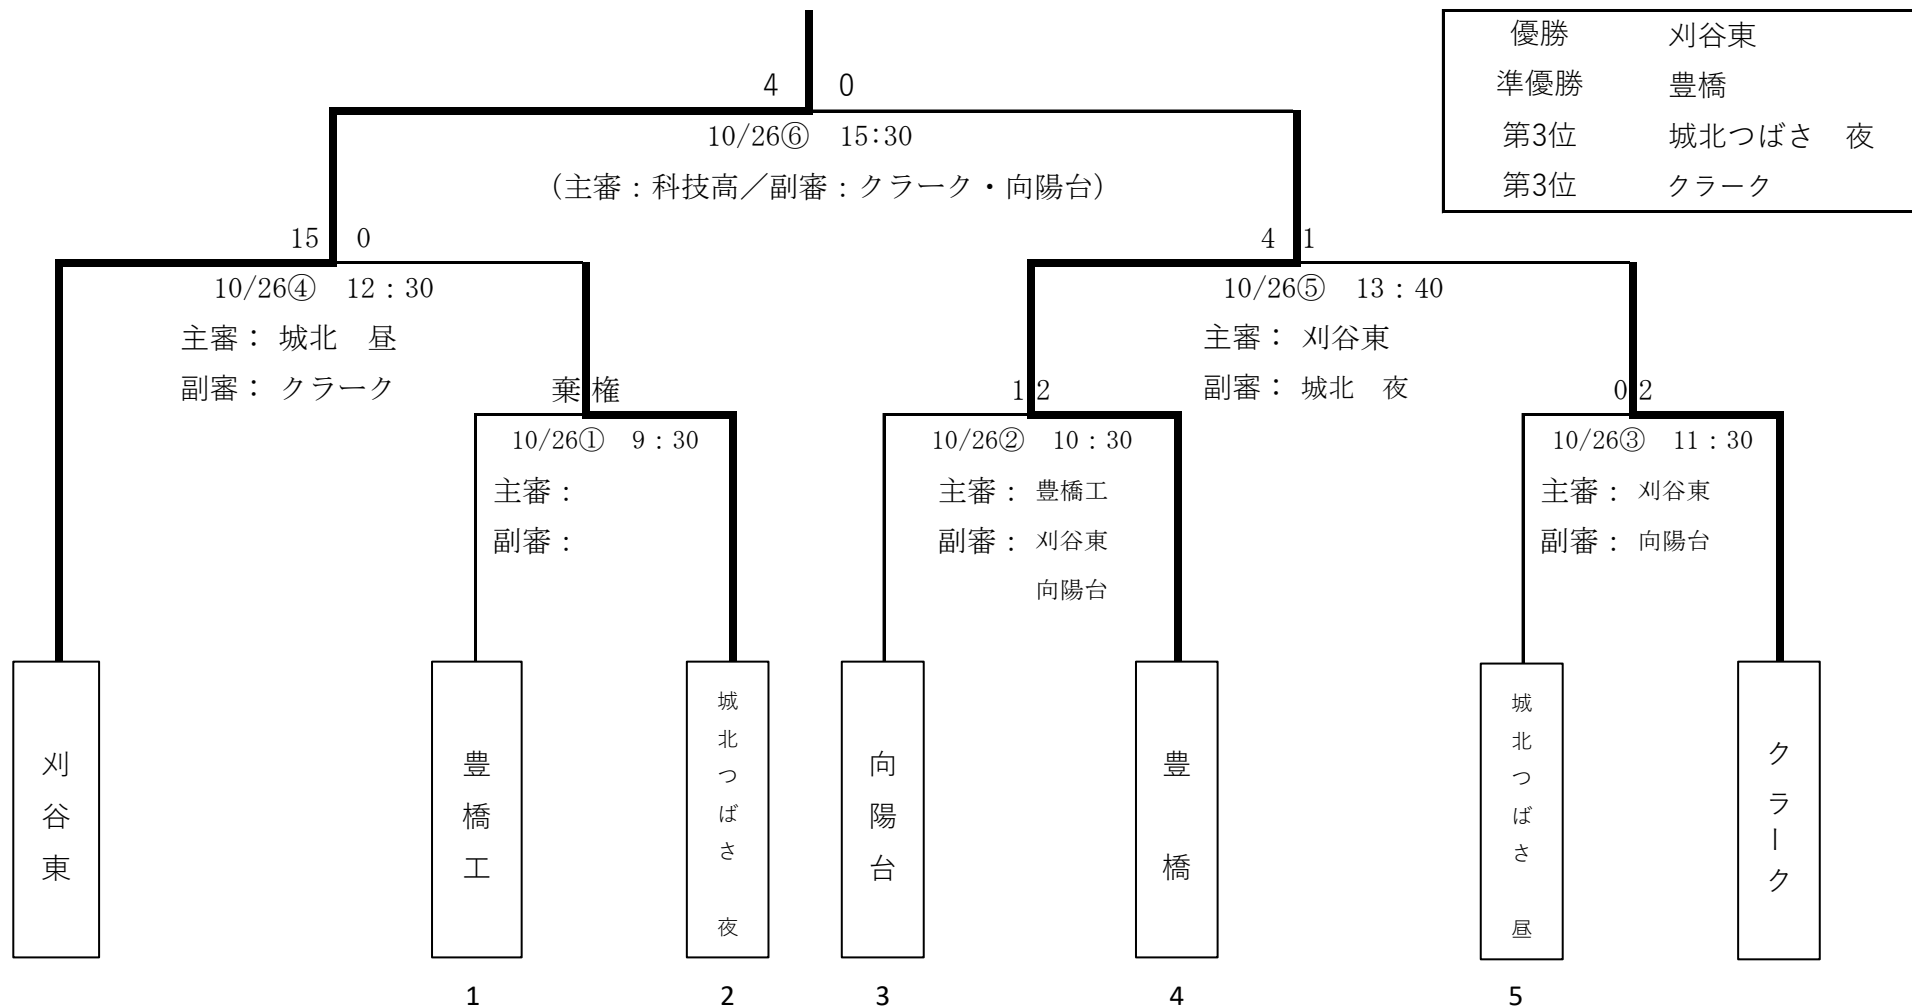 優勝　刈谷東
準優勝　豊橋
第3位　城北つばさ　夜
第3位　クラーク
4　0
10/26⑥　15:30
（主審：科技高／副審：クラーク・向陽台）
15　0
10/26④　12：30
主審： 城北　昼
副審： クラーク
4　1
10/26⑤　13：40
主審： 刈谷東
副審： 城北　夜
棄権
10/26①　9：30
主審：
副審：
1 2
10/26②　10：30
主審： 豊橋工
副審： 刈谷東
向陽台
0 2
10/26③　11：30
主審： 刈谷東
副審： 向陽台
刈谷東
豊橋工
城北つばさ　夜
向陽台
豊橋
城北つばさ　昼
クラーク
1　2　3　4　5